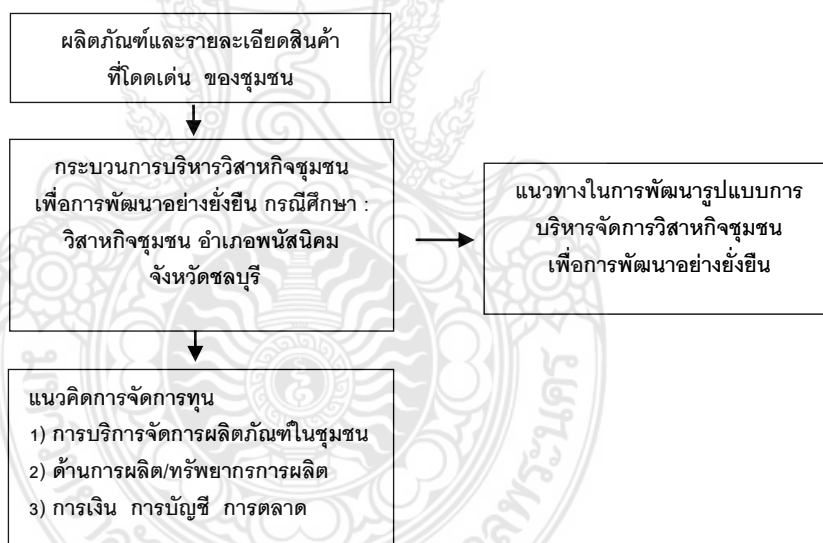 ผลิตภัณฑ์และรายละเอียดสินค้า
ที่โดดเด่น ของชุมชน
กระบวนการบริหารวิสาหกิจชุมชน
เพื่อการพัฒนาอย่างยั่งยืน กรณีศึกษา :
วิสาหกิจชุมชน อำเภอพนัสนิคม
จังหวัดชลบุรี
แนวทางในการพัฒนารูปแบบการ
บริหารจัดการวิสาหกิจชุมชน
เพื่อการพัฒนาอย่างยั่งยืน
แนวคิดการจัดการทุน
1) การบริการจัดการผลิตภัณฑ์ในชุมชน
2) ด้านการผลิต/ทรัพยากรการผลิต
3) การเงิน การบัญชี การตลาด